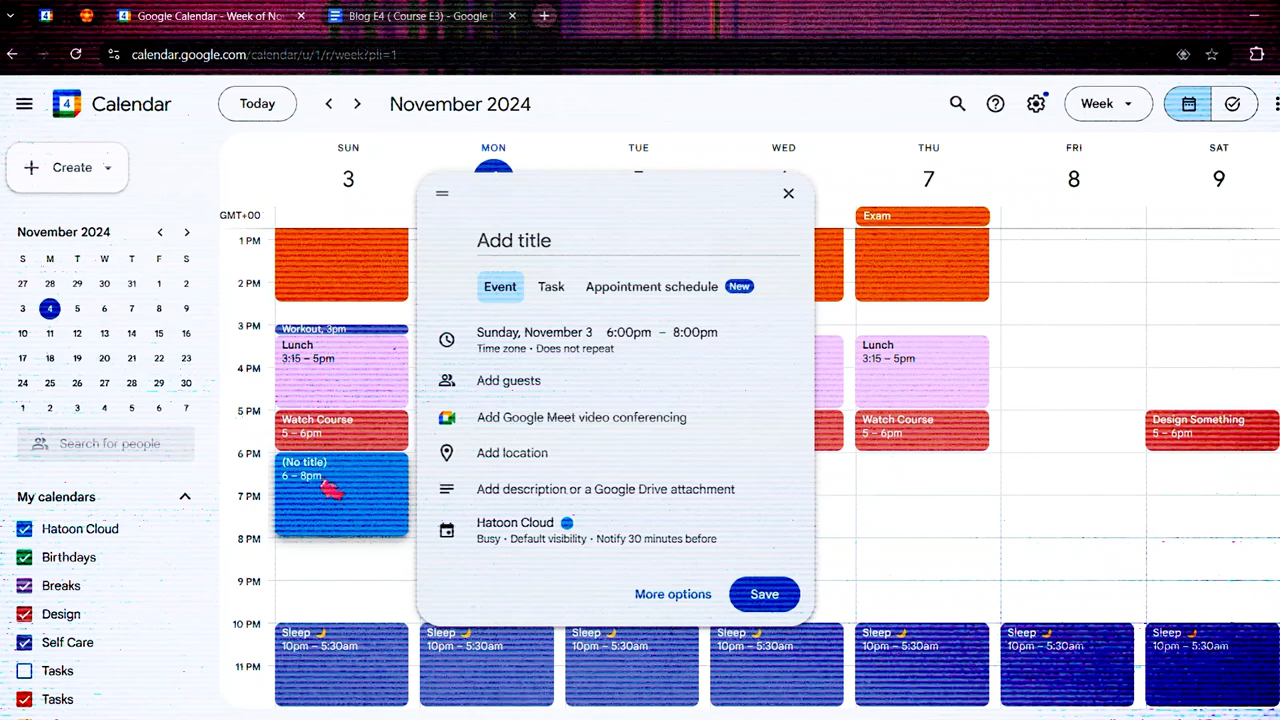 Google Calendar - Week of No
Blog E4 ( Course E3) - Google
calendar.google.com/calendar/u/1/r/week?pli=1
4 Calendar
Today
November 2024
Week
Create
SUN
MON
TUE
WED
THU
FRI
SAT
3
7
8
9
GMT+00
Exam
November 2024
S M T W T F S
27 28 29 30 31 1 2
3 4 5 6 7 8 9
10 11 12 13 14 15 16
17 18 19 20 21 22 23
24 25 26 27 28 29 30
1 2 3 4 5 6 7
Search for people
My calendars
Hatoon Cloud
Birthdays
Breaks
Design
Self Care
Tasks
Tasks
1 PM
2 PM
3 PM
4 PM
5 PM
6 PM
7 PM
8 PM
9 PM
10 PM
Workout, 3pm
Lunch
3:15 – 5pm
Watch Course
5 – 6pm
(No title)
6 – 8pm
Add title
Event
Task
Appointment schedule
New
Sunday, November 3 6:00pm – 8:00pm
Time zone • Does not repeat
Add guests
Add Google Meet video conferencing
Add location
Add description or a Google Drive attachment
Hatoon Cloud
Busy • Default visibility • Notify 30 minutes before
More options
Save
Lunch
3:15 – 5pm
Watch Course
5 – 6pm
Design Something
5 – 6pm
Sleep 🌙
10pm – 5:30am
Sleep 🌙
10pm – 5:30am
Sleep 🌙
10pm – 5:30am
Sleep 🌙
10pm – 5:30am
Sleep 🌙
10pm – 5:30am
Sleep 🌙
10pm – 5:30am
Sleep 🌙
10pm – 5:30am